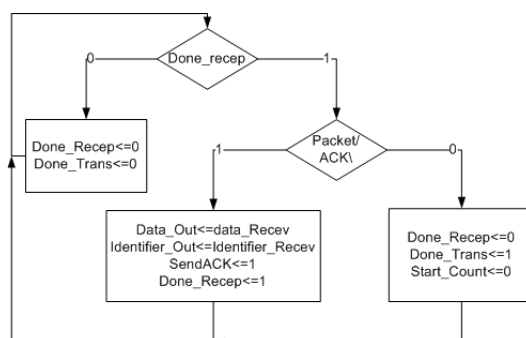 Done_recep
0
1
Done_Recep<=0
Done_Trans<=0
Packet/
ACK\
1
0
Data_Out<=data_Recev
Identifier_Out<=Identifier_Recev
SendACK<=1
Done_Recep<=1
Done_Recep<=0
Done_Trans<=1
Start_Count<=0